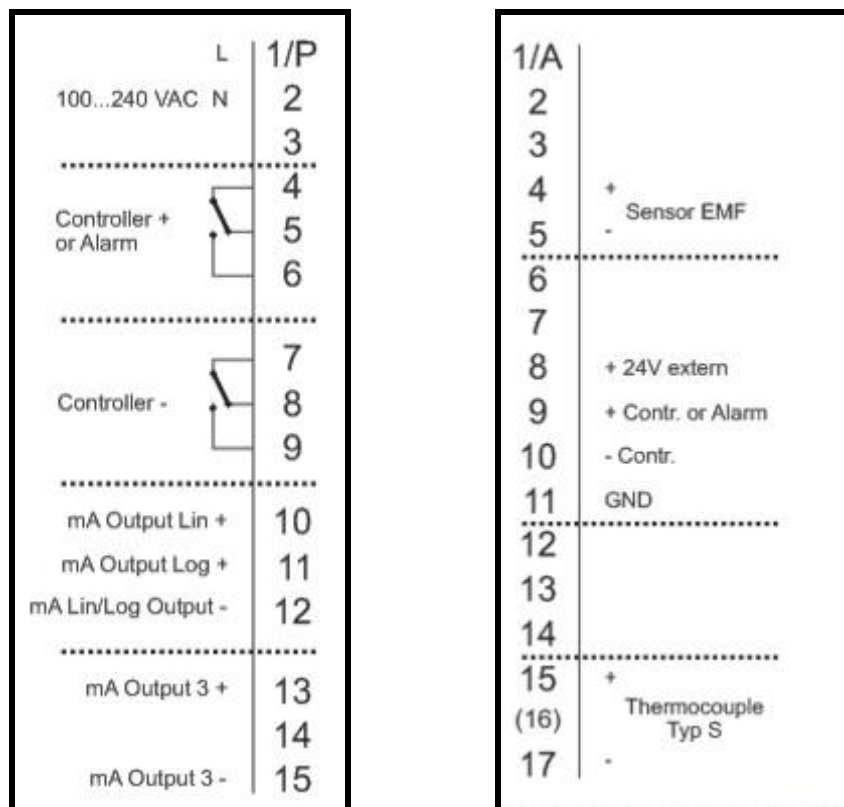 L 1/P
100...240 VAC N 2
3
4
Controller +
or Alarm
5
6
7
Controller - 8
9
mA Output Lin + 10
mA Output Log + 11
mA Lin/Log Output - 12
mA Output 3 + 13
14
mA Output 3 - 15
1/A
2
3
4 +
Sensor EMF
5 -
6
7
8 + 24V extern
9 + Contr. or Alarm
10 - Contr.
11 GND
12
13
14
15 +
(16) Thermocouple
Typ S
17 -